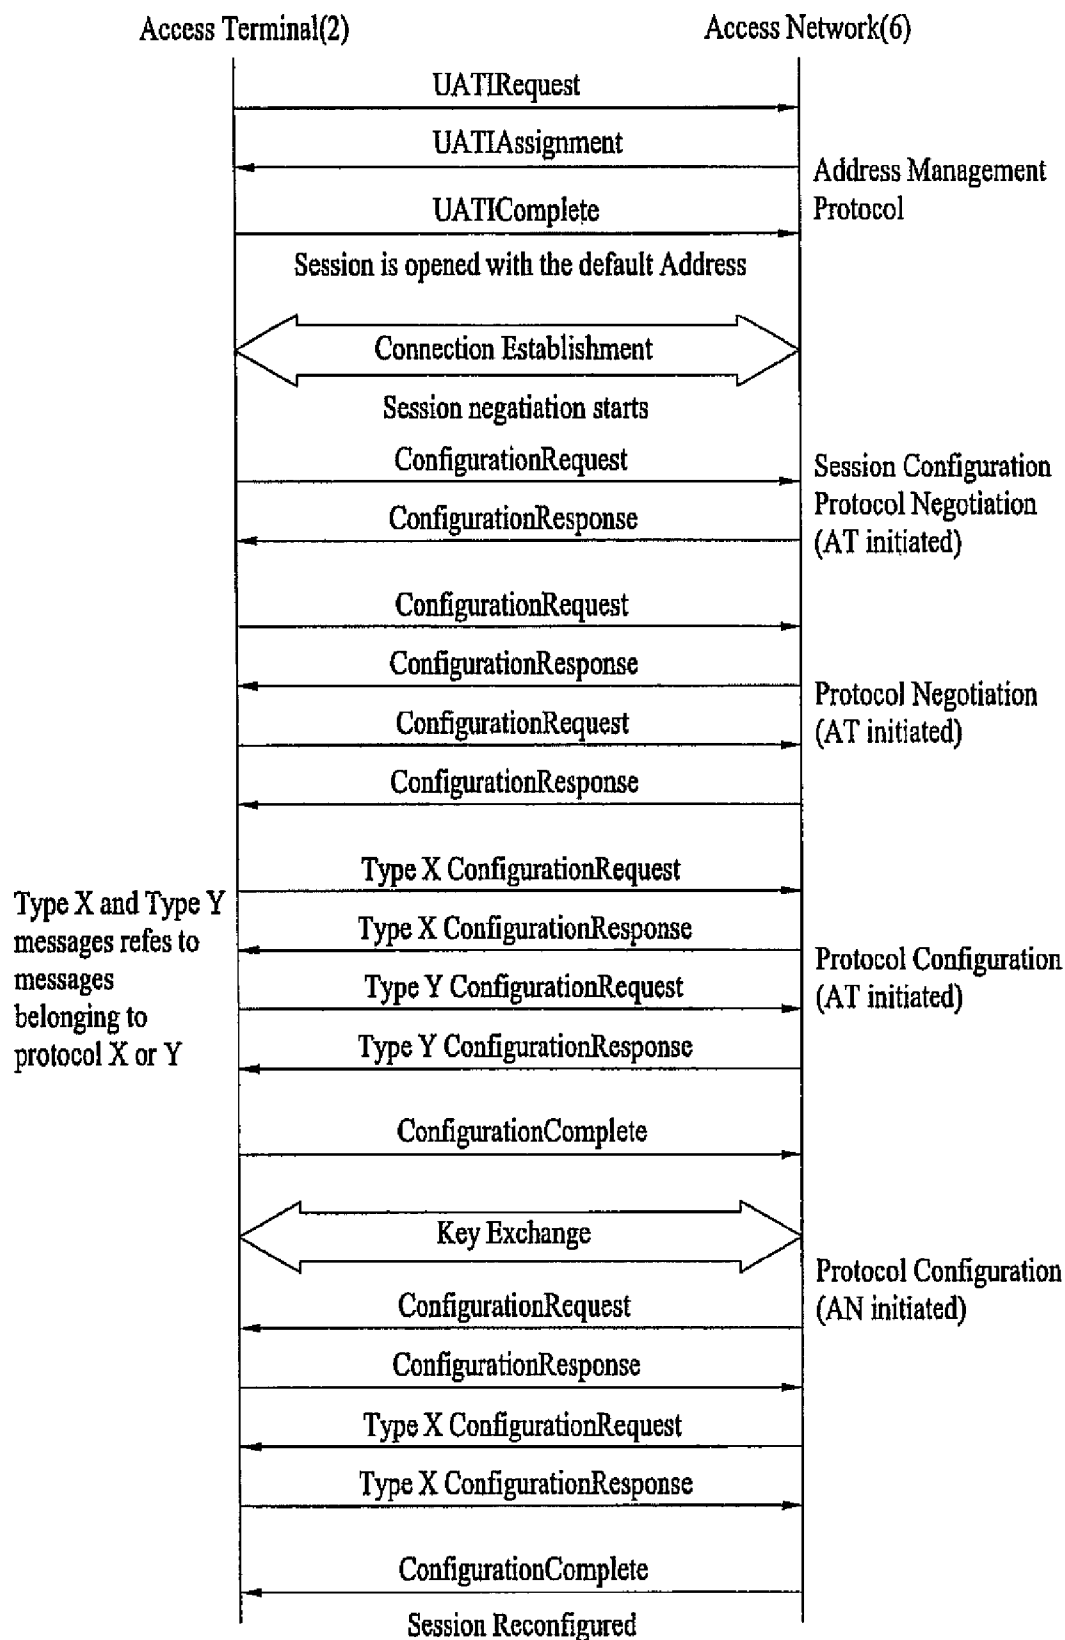 Access Terminal(2)
Access Network(6)
UATIRequest
UATIAssignment
Address Management
Protocol
UATIComplete
Session is opened with the default Address
Connection Establishment
Session negatiation starts
ConfigurationRequest
Session Configuration
Protocol Negotiation
(AT initiated)
ConfigurationResponse
ConfigurationRequest
ConfigurationResponse
Protocol Negotiation
(AT initiated)
ConfigurationRequest
ConfigurationResponse
Type X ConfigurationRequest
Type X and Type Y
messages refes to
messages
belonging to
protocol X or Y
Type X ConfigurationResponse
Protocol Configuration
(AT initiated)
Type Y ConfigurationRequest
Type Y ConfigurationResponse
ConfigurationComplete
Key Exchange
Protocol Configuration
(AN initiated)
ConfigurationRequest
ConfigurationResponse
Type X ConfigurationRequest
Type X ConfigurationResponse
ConfigurationComplete
Session Reconfigured